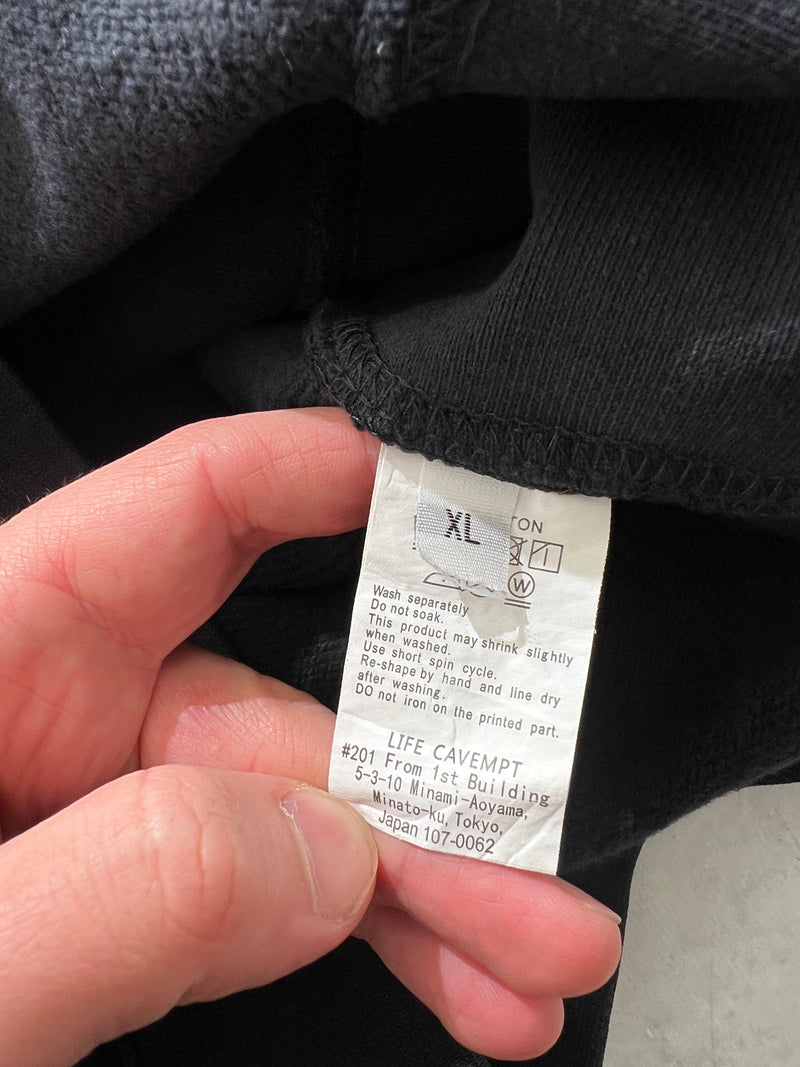 XL
TON
W
Wash separately
Do not soak.
This product may shrink slightly
when washed.
Use short spin cycle.
Re-shape by hand and line dry
after washing.
DO not iron on the printed part.
LIFE CAVEMPT
#201 From 1st Building
5-3-10 Minami-Aoyama,
Minato-ku, Tokyo,
Japan 107-0062